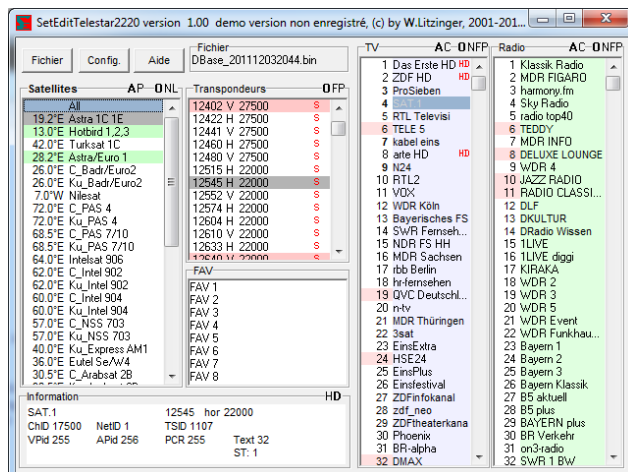 SetEditTelestar2220 version 1.00 demo version non enregistré, (c) by W.Litzinger, 2001-201...
Fichier
Config.
Aide
Fichier
DBase_201112032044.bin
Satellites A P O N L
All
19.2°E Astra 1C 1E
13.0°E Hotbird 1,2,3
42.0°E Turksat 1C
28.2°E Astra/Euro 1
26.0°E C_Badr/Euro2
26.0°E Ku_Badr/Euro2
7.0°W Nilesat
72.0°E C_PAS 4
72.0°E Ku_PAS 4
68.5°E C_PAS 7/10
68.5°E Ku_PAS 7/10
64.0°E Intelsat 906
62.0°E C_Intel 902
62.0°E Ku_Intel 902
60.0°E C_Intel 904
60.0°E Ku_Intel 904
57.0°E C_NSS 703
57.0°E Ku_NSS 703
40.0°E Ku_Express AM1
36.0°E Eutel Se/W4
30.5°E C_Arabsat 2B
Transpondeurs O F P
12402 V 27500 S
12422 H 27500 S
12441 V 27500 S
12460 H 27500 S
12480 V 27500 S
12515 H 22000 S
12545 H 22000 S
12552 V 22000 S
12574 H 22000 S
12604 H 22000 S
12610 V 22000 S
12633 H 22000 S
12640 V 22000 S
FAV
FAV 1
FAV 2
FAV 3
FAV 4
FAV 5
FAV 6
FAV 7
FAV 8
TV A C O N F P
1 Das Erste HD HD
2 ZDF HD HD
3 ProSieben
4 SAT.1
5 RTL Televisi
6 TELE 5
7 kabel eins
8 arte HD HD
9 N24
10 RTL2
11 VOX
12 WDR Köln
13 Bayerisches FS
14 SWR Fernseh...
15 NDR FS HH
16 MDR Sachsen
17 rbb Berlin
18 hr-fernsehen
19 QVC Deutschl...
20 n-tv
21 MDR Thüringen
22 3sat
23 EinsExtra
24 HSE24
25 EinsPlus
26 Einsfestival
27 ZDFinfokanal
28 zdf_neo
29 ZDFtheaterkana
30 Phoenix
31 BR-alpha
32 DMAX
Radio A C O N F P
1 Klassik Radio
2 MDR FIGARO
3 harmony.fm
4 Sky Radio
5 radio top40
6 TEDDY
7 MDR INFO
8 DELUXE LOUNGE
9 WDR 4
10 JAZZ RADIO
11 RADIO CLASSI...
12 DLF
13 DKULTUR
14 DRadio Wissen
15 1LIVE
16 1LIVE diggi
17 KIRAKA
18 WDR 2
19 WDR 3
20 WDR 5
21 WDR Event
22 WDR Funkhau...
23 Bayern 1
24 Bayern 2
25 Bayern 3
26 Bayern Klassik
27 B5 aktuell
28 B5 plus
29 BAYERN plus
30 BR Verkehr
31 on3-radio
32 SWR 1 BW
Information HD
SAT.1 12545 hor 22000
ChID 17500 NetID 1 TSID 1107
VPid 255 APid 256 PCR 255 Text 32
ST: 1